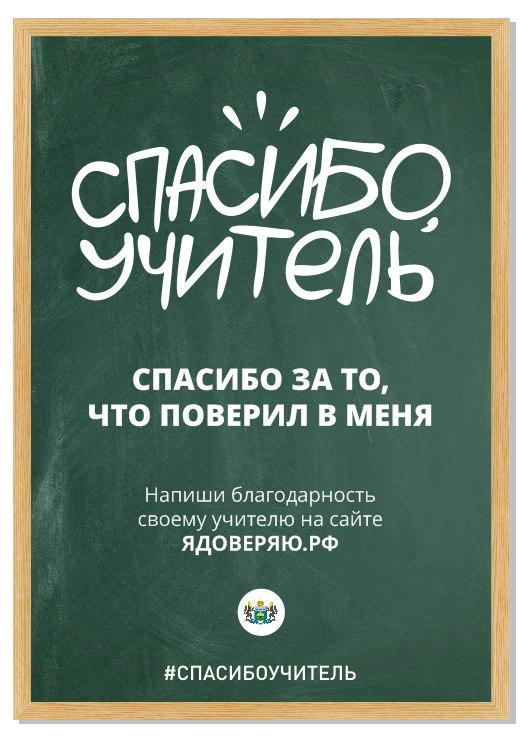 СПАСИБО,
УЧИТЕЛЬ
СПАСИБО ЗА ТО,
ЧТО ПОВЕРИЛ В МЕНЯ
Напиши благодарность
своему учителю на сайте
ЯДОВЕРЯЮ.РФ
#СПАСИБОУЧИТЕЛЬ